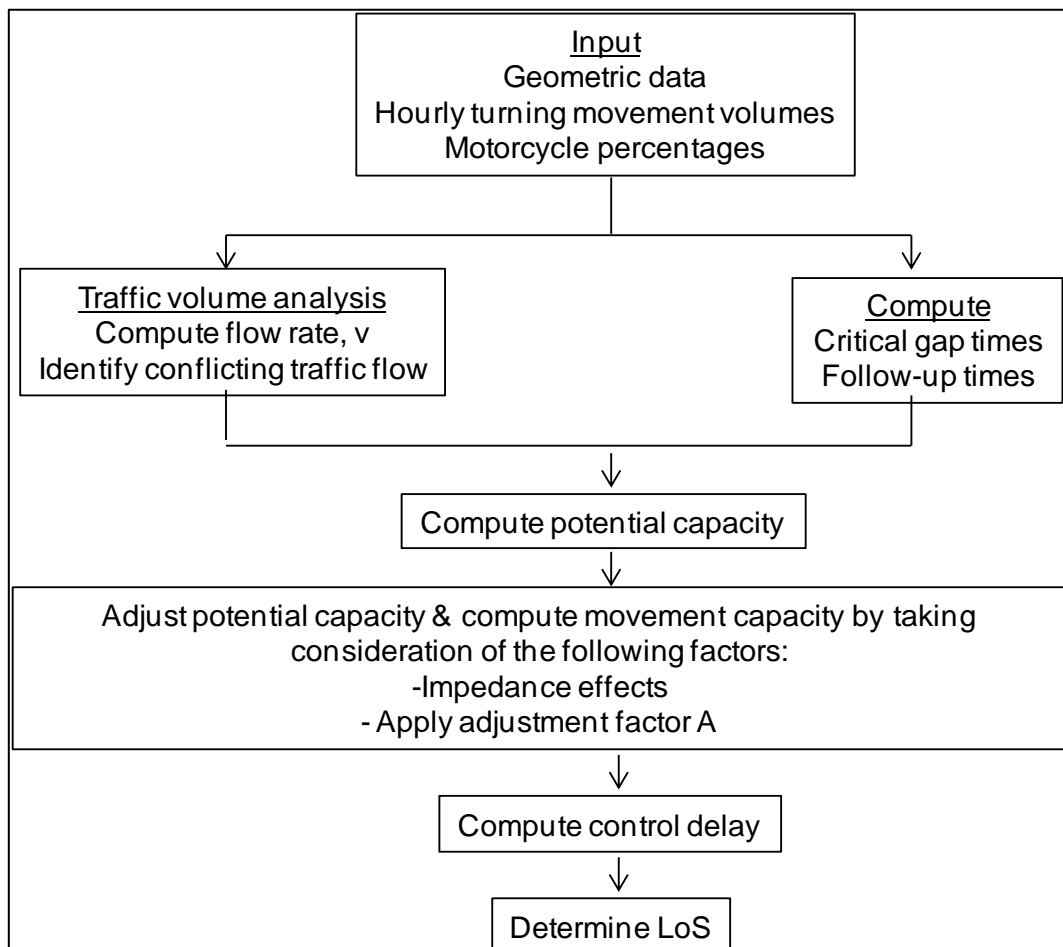 Input
Geometric data
Hourly turning movement volumes
Motorcycle percentages
Traffic volume analysis
Compute flow rate, v
Identify conflicting traffic flow
Compute
Critical gap times
Follow-up times
Compute potential capacity
Adjust potential capacity & compute movement capacity by taking
consideration of the following factors:
-Impedance effects
- Apply adjustment factor A
Compute control delay
Determine LoS